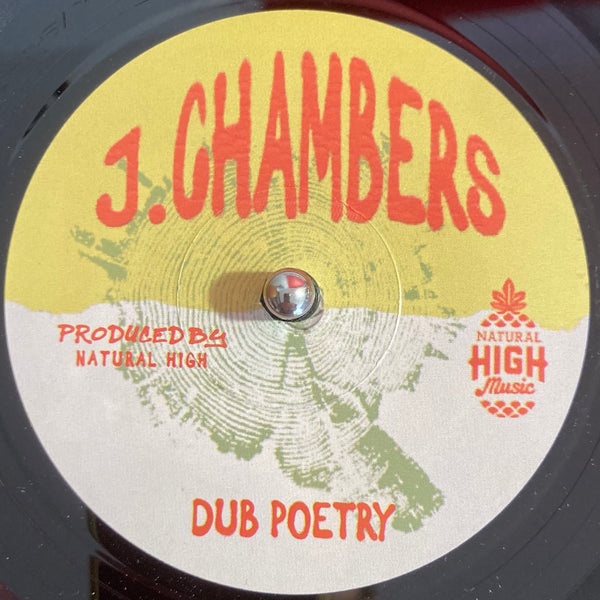 J.CHAMBERS
PRODUCED BY
NATURAL HIGH
NATURAL
HIGH
Music
DUB POETRY